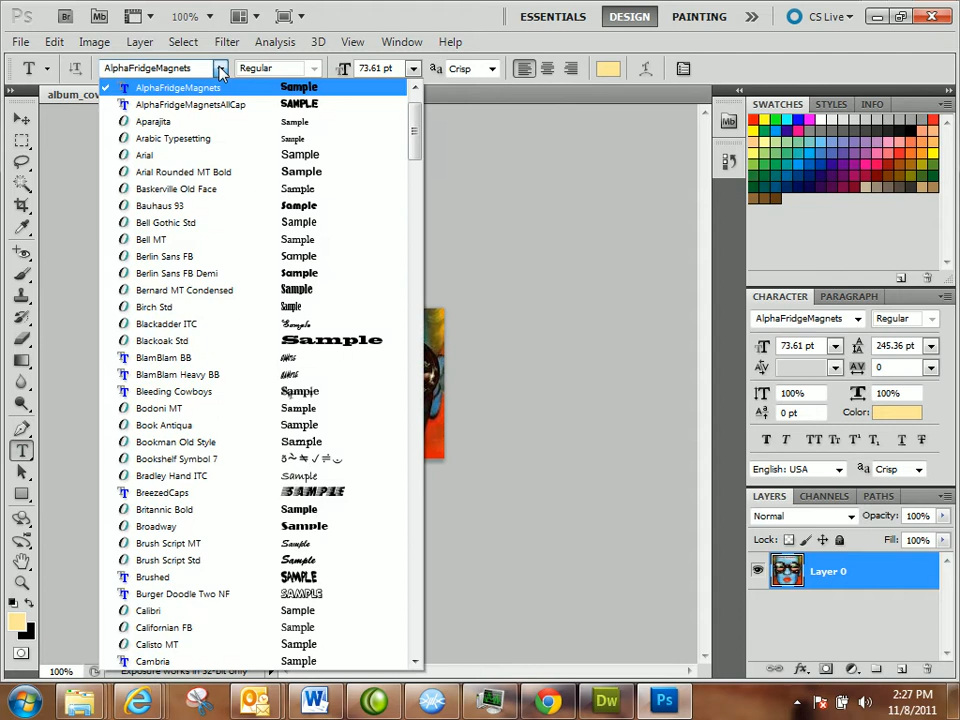 Ps Br Mb 100% ESSENTIALS DESIGN PAINTING CS Live
File Edit Image Layer Select Filter Analysis 3D View Window Help
T AlphaFridgeMagnets Regular 73.61 pt aa Crisp
album_cov
AlphaFridgeMagnets Sample
AlphaFridgeMagnetsAllCap SAMPLE
Aparajita Sample
Arabic Typesetting Sample
Arial Sample
Arial Rounded MT Bold Sample
Baskerville Old Face Sample
Bauhaus 93 Sample
Bell Gothic Std Sample
Bell MT Sample
Berlin Sans FB Sample
Berlin Sans FB Demi Sample
Bernard MT Condensed Sample
Birch Std Sample
Blackadder ITC Sample
Blackoak Std Sample
BlamBlam BB
BlamBlam Heavy BB
Bleeding Cowboys Sample
Bodoni MT Sample
Book Antiqua Sample
Bookman Old Style Sample
Bookshelf Symbol 7
Bradley Hand ITC Sample
BreezedCaps SAMPLE
Britannic Bold Sample
Broadway Sample
Brush Script MT Sample
Brush Script Std Sample
Brushed SAMPLE
Burger Doodle Two NF SAMPLE
Calibri Sample
Californian FB Sample
Calisto MT Sample
Cambria Sample
SWATCHES STYLES INFO
Mb
CHARACTER PARAGRAPH
AlphaFridgeMagnets Regular
73.61 pt 245.36 pt
0
100% 100%
0 pt Color:
English: USA aa Crisp
LAYERS CHANNELS PATHS
Normal Opacity: 100%
Lock: Fill: 100%
Layer 0
100% Exposure works in 32-bit only
W Dw Ps
2:27 PM
11/8/2011